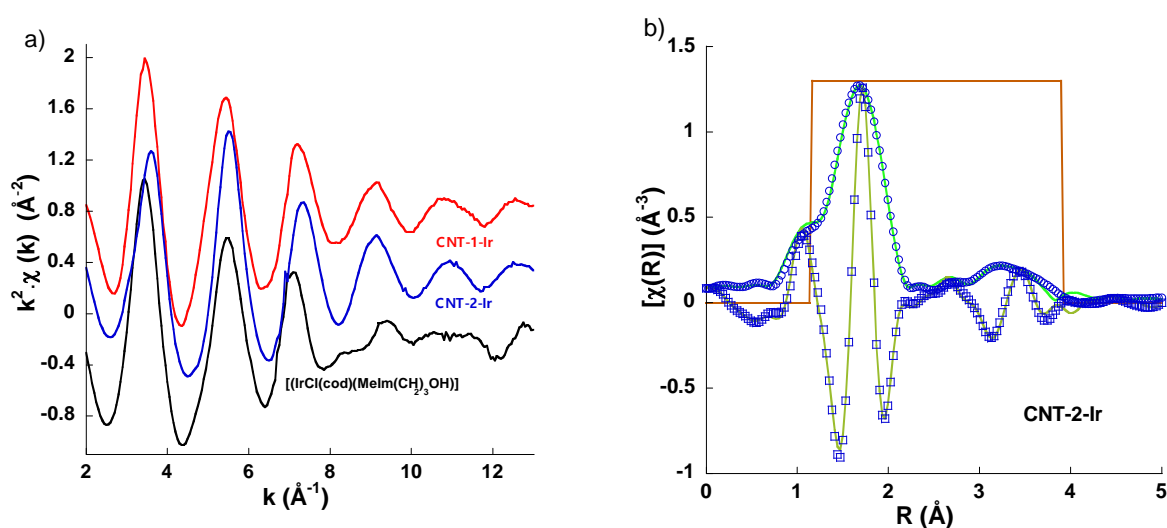 a)
2
1.6
1.2
0.8
0.4
0
-0.4
-0.8
k²·χ (k) (Å⁻²)
CNT-1-Ir
CNT-2-Ir
[(IrCl(cod)(MeIm(CH₂)₃OH)]
2 4 6 8 10 12
k (Å⁻¹)
b)
1.5
1
0.5
0
-0.5
-1
[χ(R)] (Å⁻³)
CNT-2-Ir
0 1 2 3 4 5
R (Å)